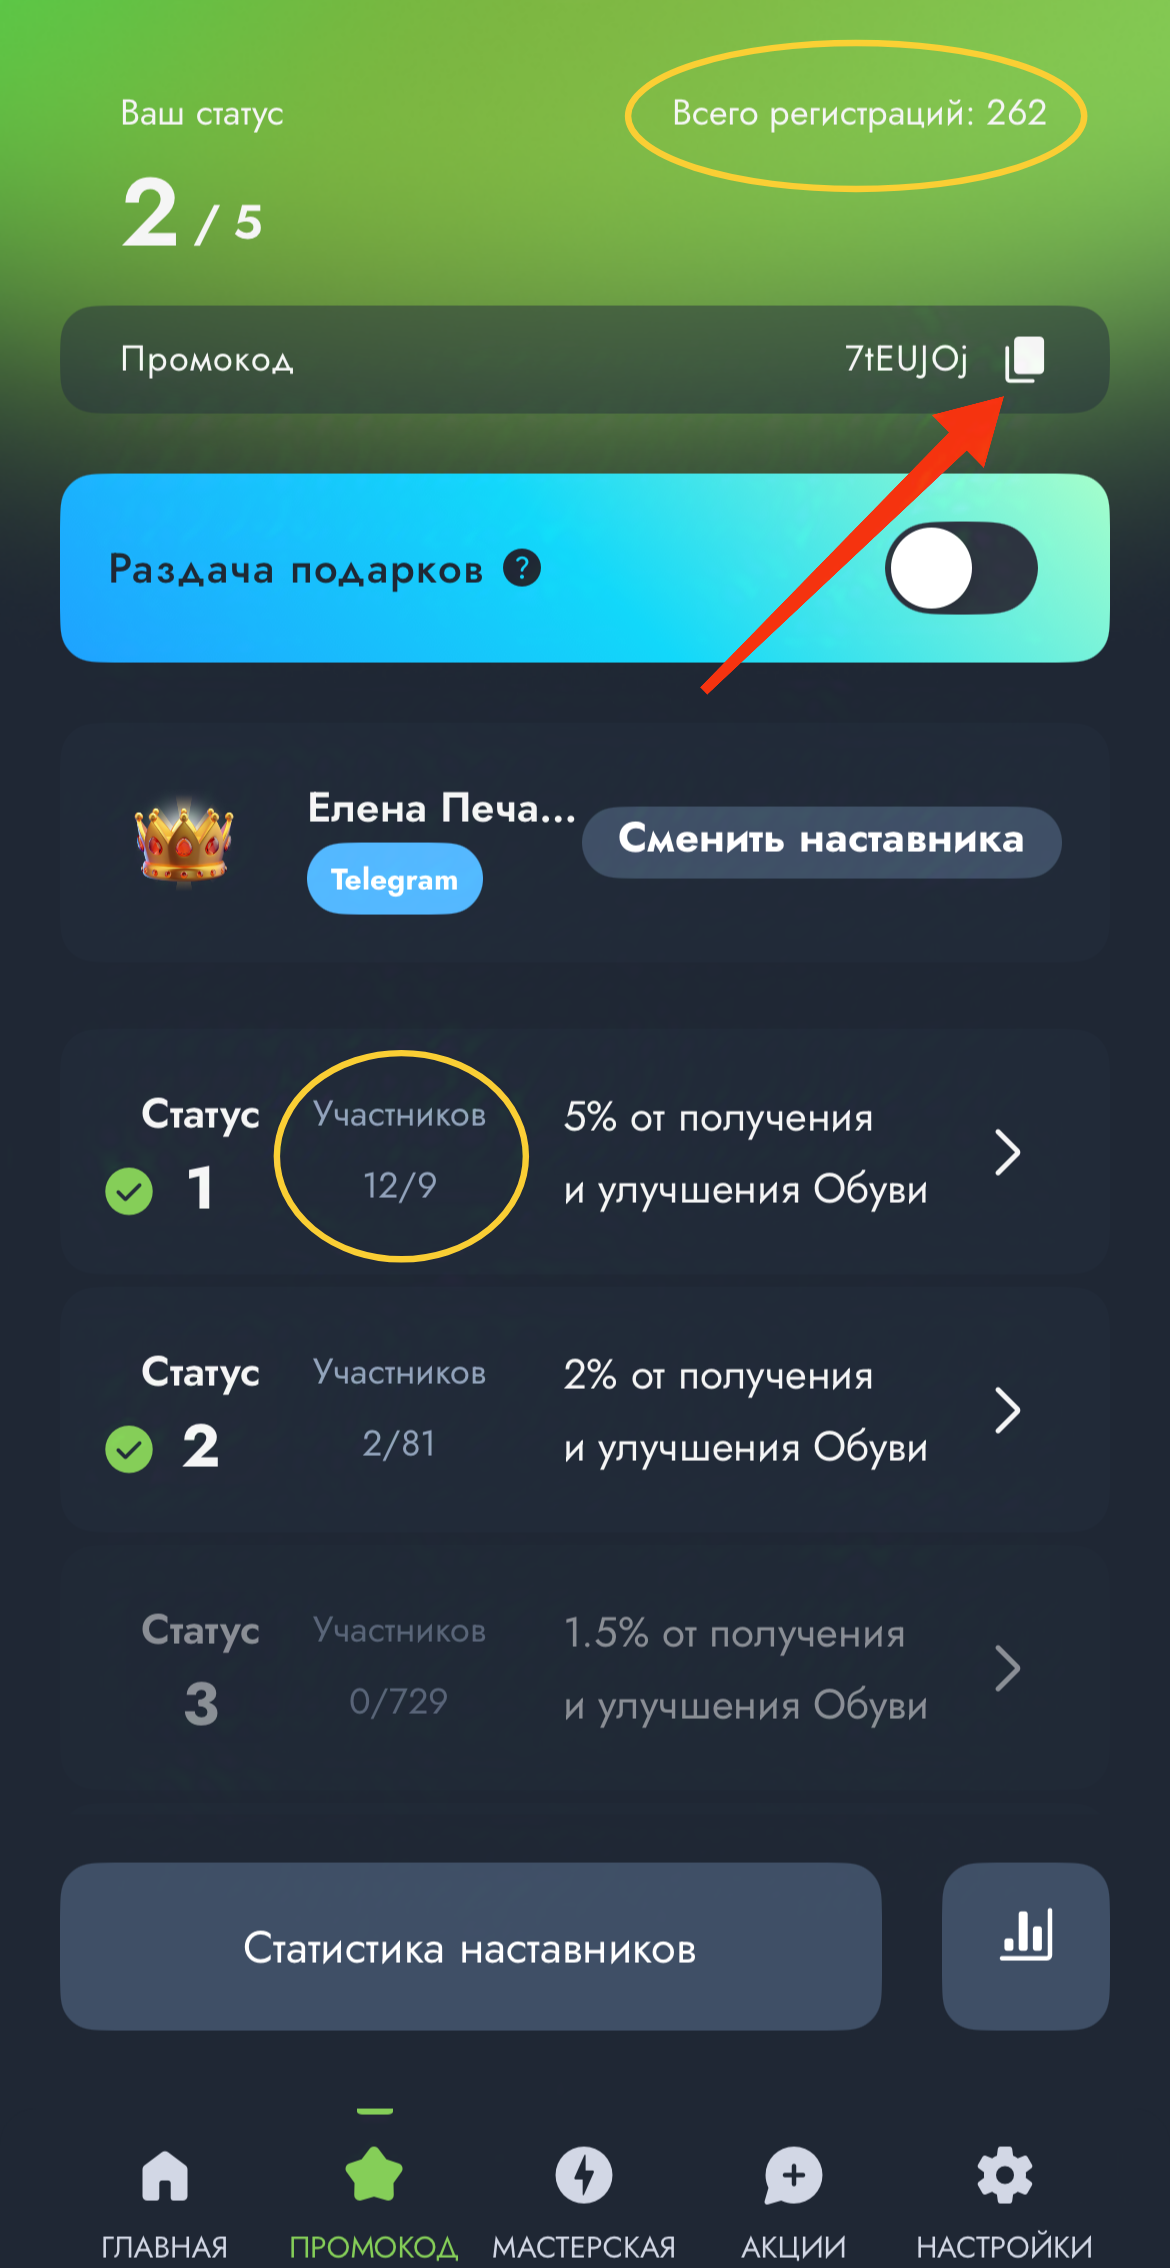 Ваш статус
Всего регистраций: 262
2 / 5
Промокод
7tEUJOj
Раздача подарков ?
Елена Печа...
Сменить наставника
Telegram
Статус
1
Участников
12/9
5% от получения
и улучшения Обуви
Статус
2
Участников
2/81
2% от получения
и улучшения Обуви
Статус
3
Участников
0/729
1.5% от получения
и улучшения Обуви
Статистика наставников
ГЛАВНАЯ
ПРОМОКОД
МАСТЕРСКАЯ
АКЦИИ
НАСТРОЙКИ